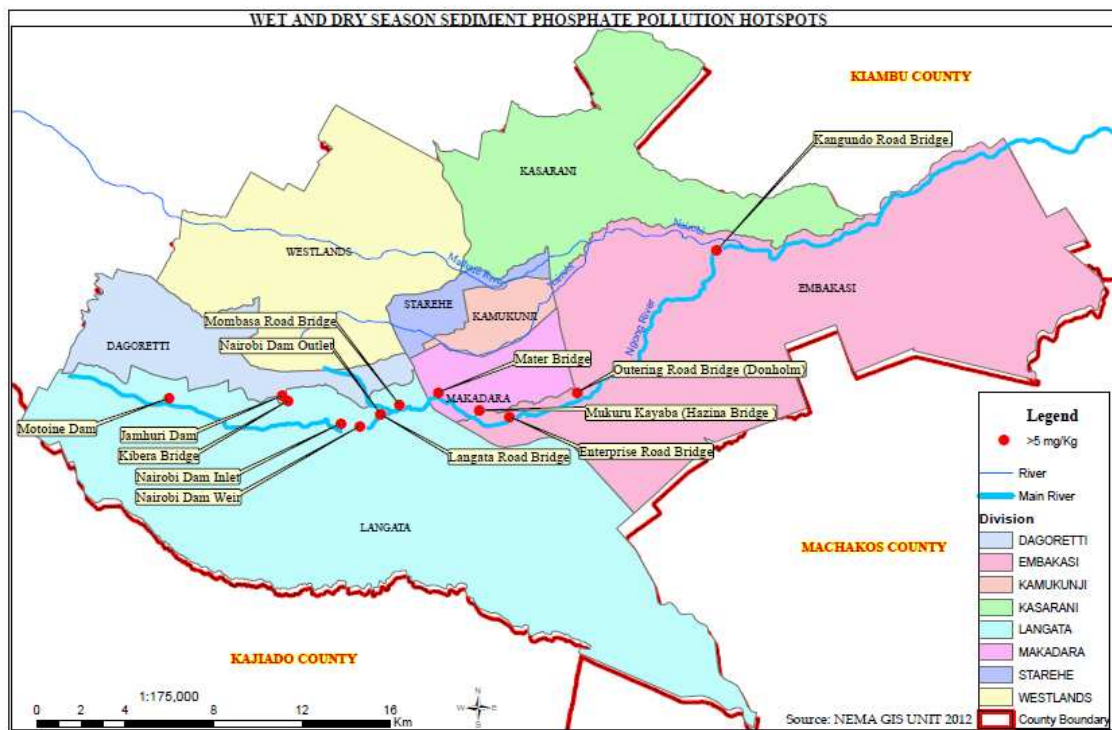 WET AND DRY SEASON SEDIMENT PHOSPHATE POLLUTION HOTSPOTS
KIAMBU COUNTY
Kangundo Road Bridge
KASARANI
Nairobi
WESTLANDS
EMBAKASI
STAREHE
Mombasa Road Bridge
KAMUKUNJI
Ngong River
Nairobi Dam Outlet
DAGORETTI
Mater Bridge
Outering Road Bridge (Donholm)
MAKADARA
Mukuru Kayaba (Hazina Bridge )
Motoine Dam
Jamhuri Dam
Kibera Bridge
Langata Road Bridge
Enterprise Road Bridge
Nairobi Dam Inlet
Nairobi Dam Weir
LANGATA
MACHAKOS COUNTY
KAJIADO COUNTY
Legend
>5 mg/Kg
River
Main River
Division
DAGORETTI
EMBAKASI
KAMUKUNJI
KASARANI
LANGATA
MAKADARA
STAREHE
WESTLANDS
County Boundary
1:175,000
0 2 4 8 12 16
Km
N
W E
S
Source: NEMA GIS UNIT 2012